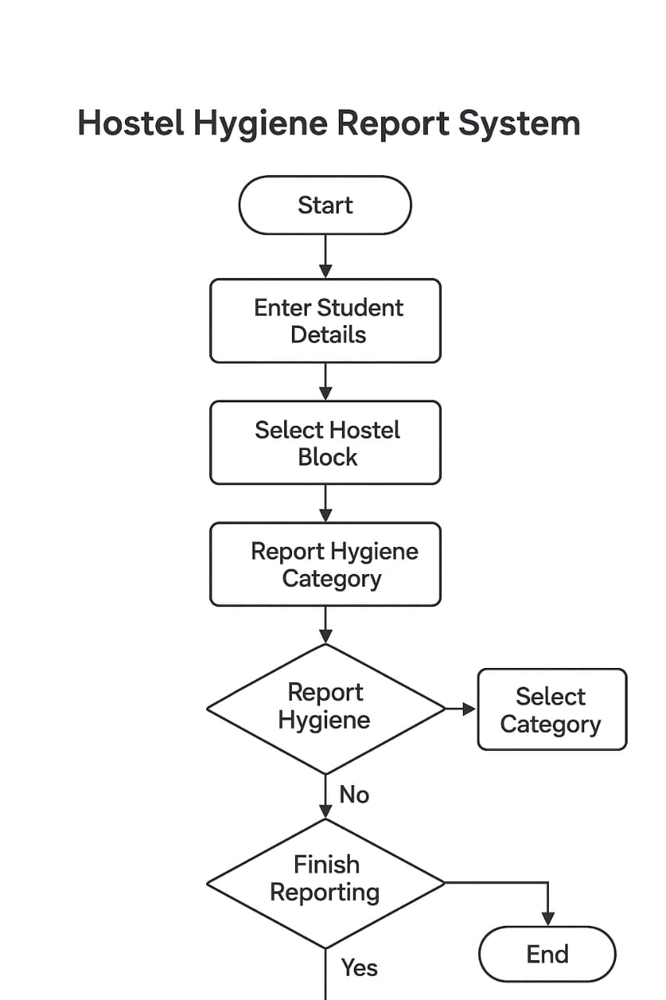 Hostel Hygiene Report System
Start
Enter Student
Details
Select Hostel
Block
Report Hygiene
Category
Report
Hygiene
Select
Category
No
Finish
Reporting
End
Yes